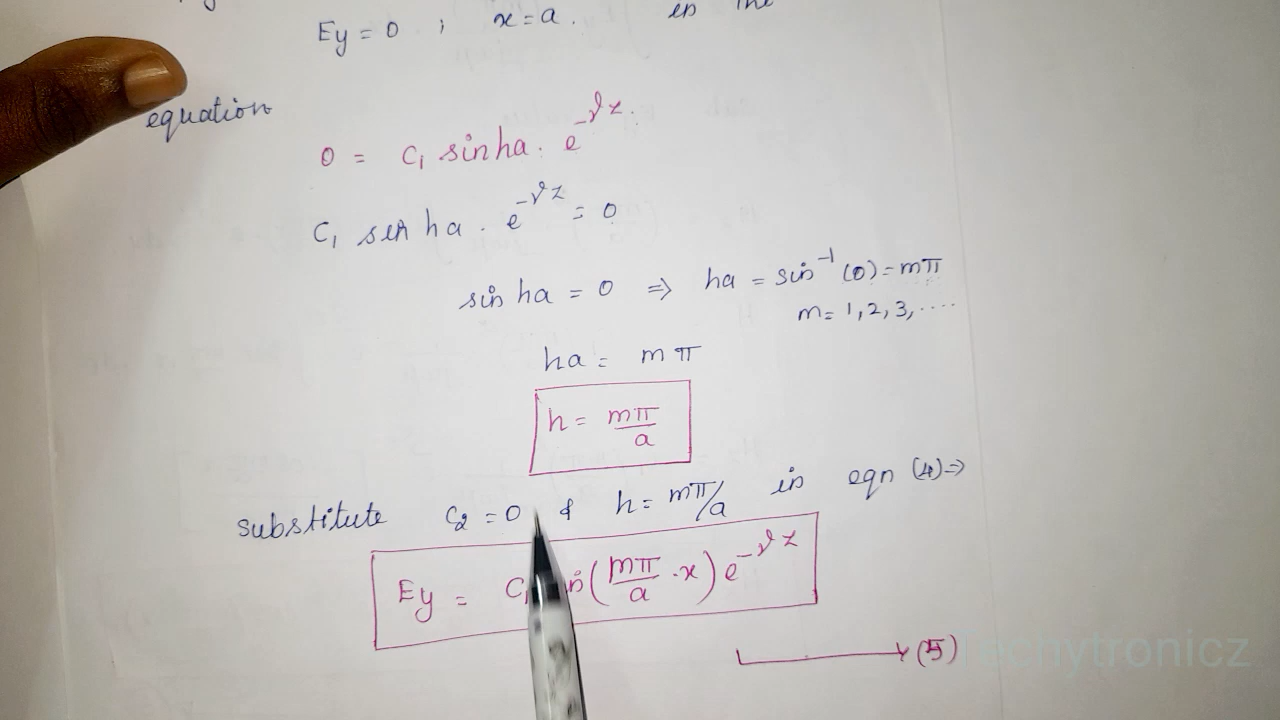 Ey = 0 ; x = a . in the
equation
0 = C₁ sin ha . e^-γz.
C₁ sin ha . e^-γz = 0
sin ha = 0 ⇒ ha = sin⁻¹ (0) = mπ
m = 1, 2, 3, ....
ha = mπ
h = mπ/a
substitute C₂ = 0 & h = mπ/a in eqn (4) ⇒
Ey = C₁ (mπ/a . x) e^-γz
(5)
Techytronicz